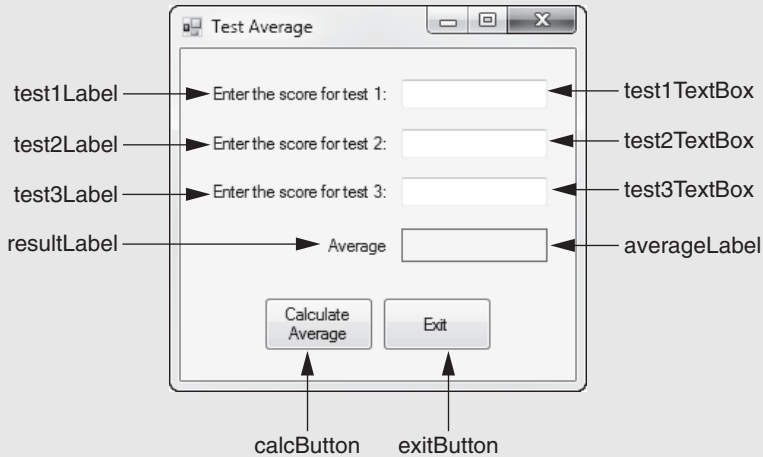 Test Average
test1Label Enter the score for test 1: test1TextBox
test2Label Enter the score for test 2: test2TextBox
test3Label Enter the score for test 3: test3TextBox
resultLabel Average averageLabel
Calculate
Average
Exit
calcButton exitButton